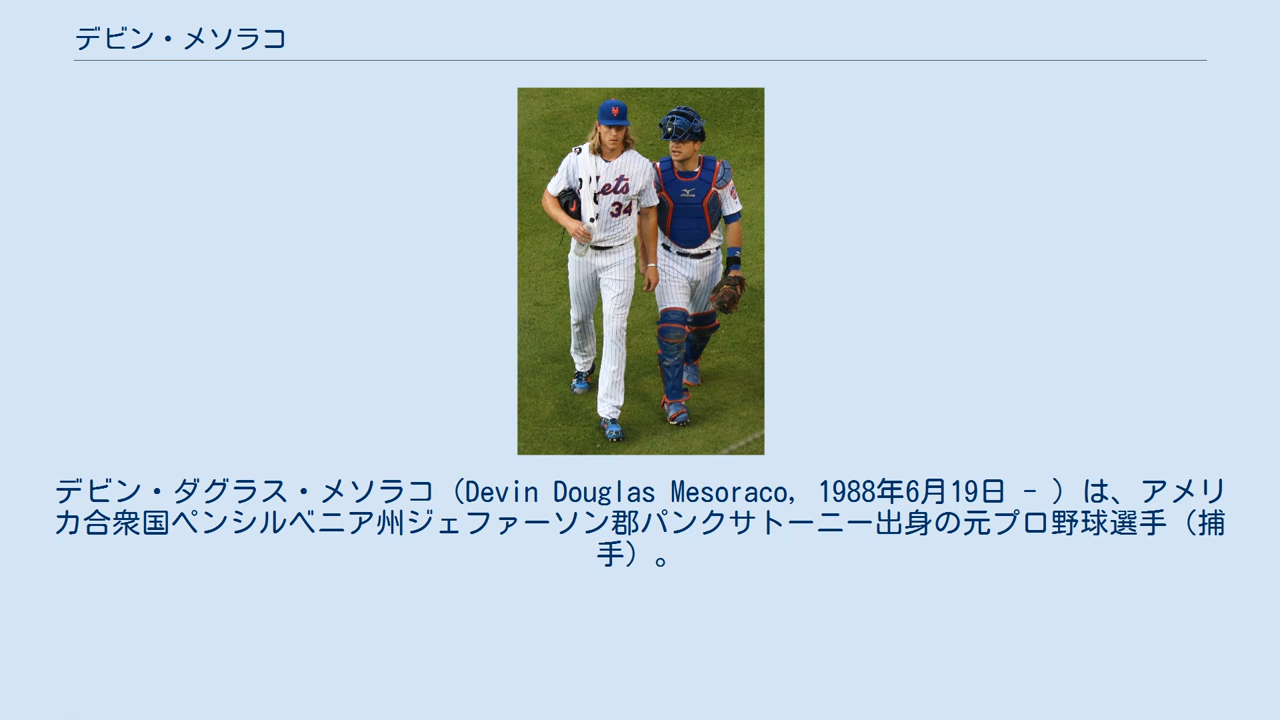 デビン・メソラコ
Mets
34
デビン・ダグラス・メソラコ（Devin Douglas Mesoraco, 1988年6月19日 - ）は、アメリ
カ合衆国ペンシルベニア州ジェファーソン郡パンクサトーニー出身の元プロ野球選手（捕
手）。